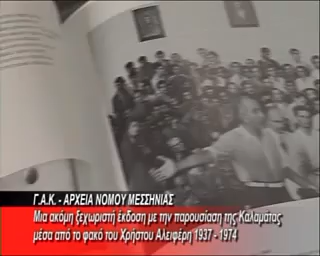 Γ.Α.Κ. - ΑΡΧΕΙΑ ΝΟΜΟΥ ΜΕΣΣΗΝΙΑΣ
Μια ακόμη ξεχωριστή έκδοση με την παρουσίαση της Καλαμάτας
μέσα από το φακό του Χρήστου Αλειφέρη 1937 - 1974